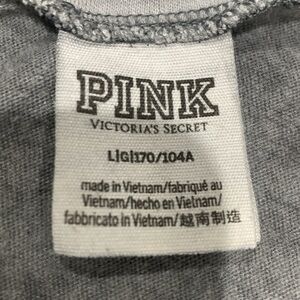 PINK
VICTORIA'S SECRET
L|G|170/104A
made in Vietnam/fabriqué au
Vietnam/hecho en Vietnam/
fabbricato in Vietnam/越南制造